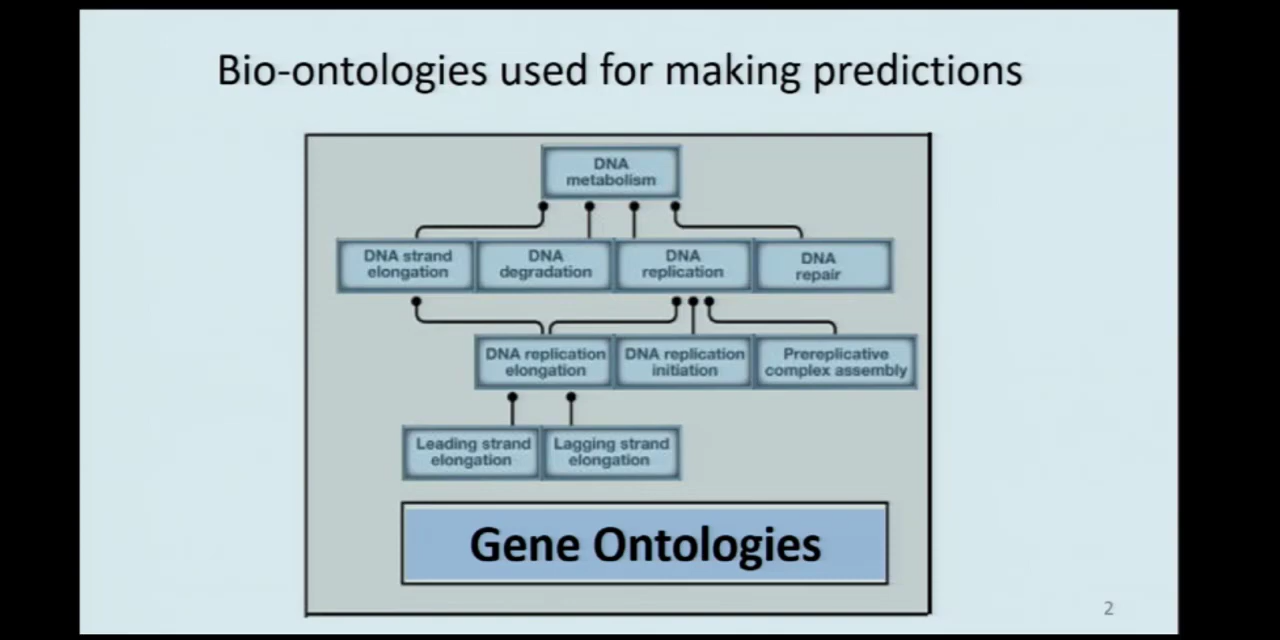 Bio-ontologies used for making predictions
DNA
metabolism
DNA strand
elongation
DNA
degradation
DNA
replication
DNA
repair
DNA replication
elongation
DNA replication
initiation
Prereplicative
complex assembly
Leading strand
elongation
Lagging strand
elongation
Gene Ontologies
2